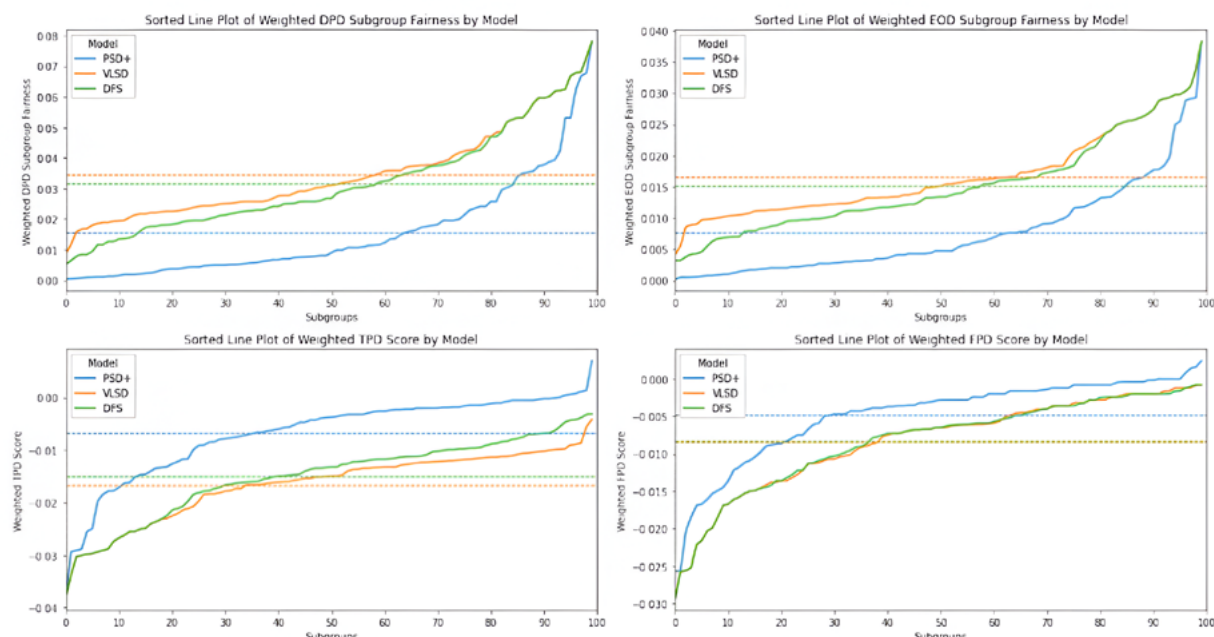 Sorted Line Plot of Weighted DPD Subgroup Fairness by Model
Weighted DPD Subgroup Fairness
0.08
0.07
0.06
0.05
0.04
0.03
0.02
0.01
0.00
Model
PSD+
VLSD
DFS
0 10 20 30 40 50 60 70 80 90 100
Subgroups
Sorted Line Plot of Weighted EOD Subgroup Fairness by Model
Weighted EOD Subgroup Fairness
0.040
0.035
0.030
0.025
0.020
0.015
0.010
0.005
0.000
Model
PSD+
VLSD
DFS
0 10 20 30 40 50 60 70 80 90 100
Subgroups
Sorted Line Plot of Weighted TPD Score by Model
Weighted TPD Score
0.00
−0.01
−0.02
−0.03
−0.04
Model
PSD+
VLSD
DFS
0 10 20 30 40 50 60 70 80 90 100
Subgroups
Sorted Line Plot of Weighted FPD Score by Model
Weighted FPD Score
0.000
−0.005
−0.010
−0.015
−0.020
−0.025
−0.030
Model
PSD+
VLSD
DFS
0 10 20 30 40 50 60 70 80 90 100
Subgroups